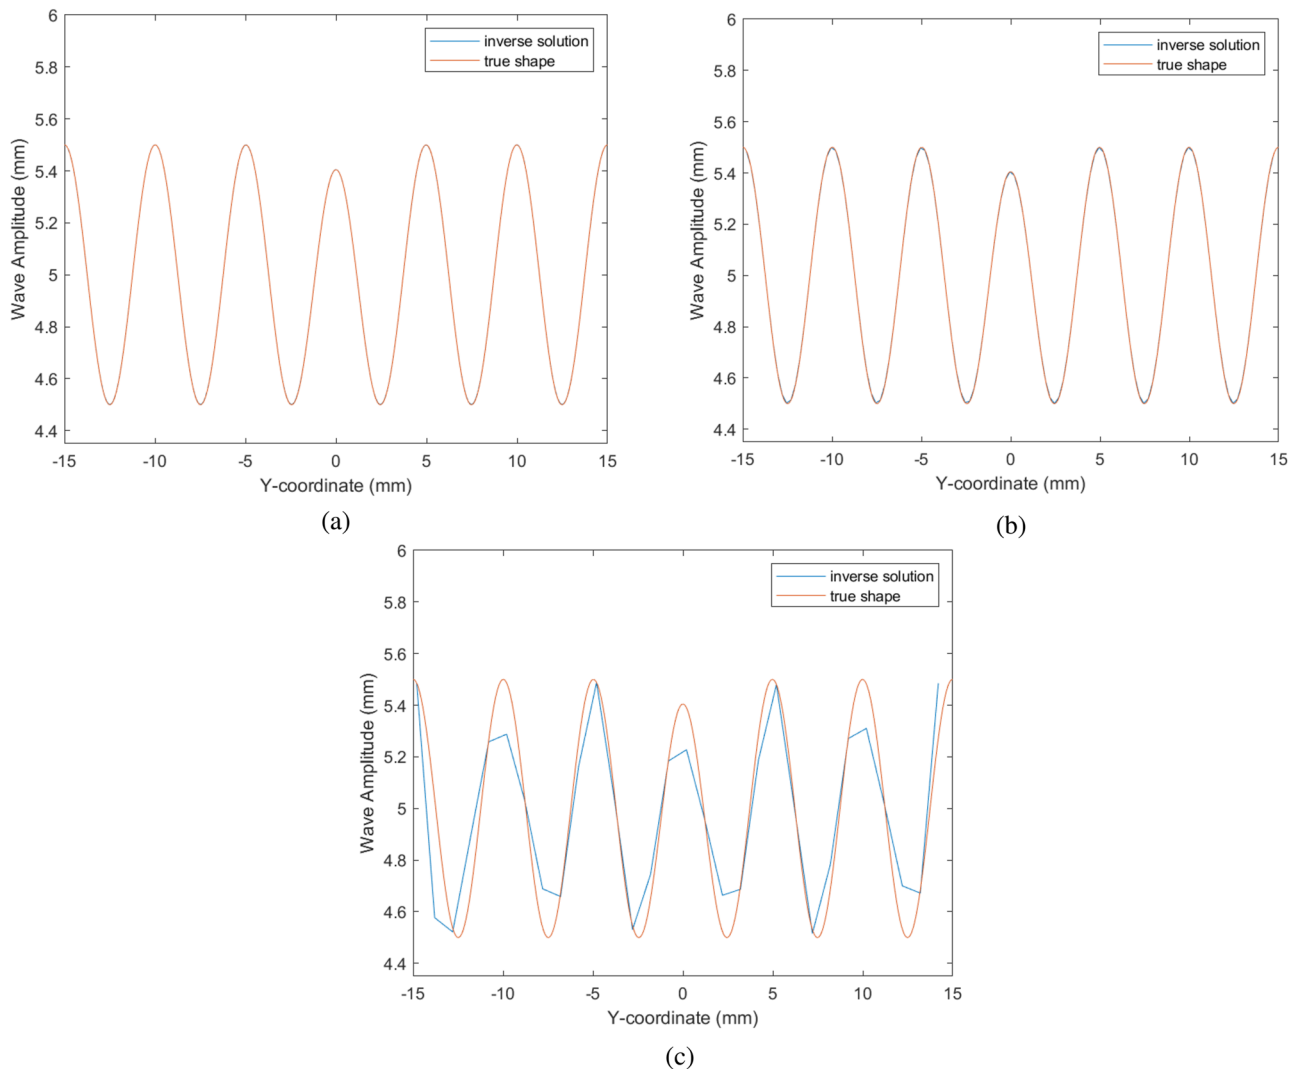 6
5.8
5.6
5.4
5.2
5
4.8
4.6
4.4
Wave Amplitude (mm)
inverse solution
true shape
-15 -10 -5 0 5 10 15
Y-coordinate (mm)
(a)
6
5.8
5.6
5.4
5.2
5
4.8
4.6
4.4
Wave Amplitude (mm)
inverse solution
true shape
-15 -10 -5 0 5 10 15
Y-coordinate (mm)
(b)
6
5.8
5.6
5.4
5.2
5
4.8
4.6
4.4
Wave Amplitude (mm)
inverse solution
true shape
-15 -10 -5 0 5 10 15
Y-coordinate (mm)
(c)